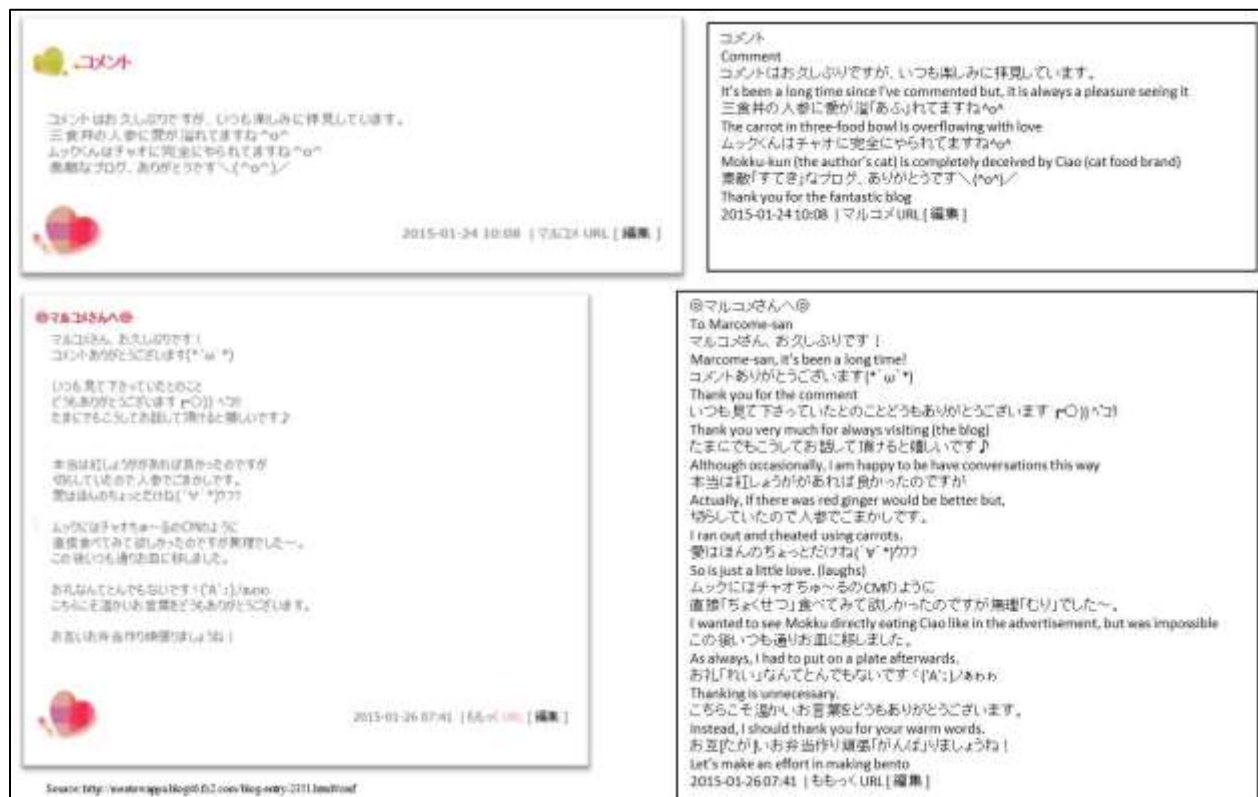 コメント
コメントはお久しぶりですが、いつも楽しみに拝見しています。
三食丼の人参に愛が溢れてますね^o^
ムックくんはチャオに完全にやられてますね^o^
素敵なブログ、ありがとうです＼(^o^)／
2015-01-24 10:08 | マルコメ URL [ 編集 ]
コメント
Comment
コメントはお久しぶりですが、いつも楽しみに拝見しています。
It's been a long time since I've commented but, it is always a pleasure seeing it
三食丼の人参に愛が溢「あふ」れてますね^o^
The carrot in three-food bowl is overflowing with love
ムックくんはチャオに完全にやられてますね^o^
Mokku-kun (the author's cat) is completely deceived by Ciao (cat food brand)
素敵「すてき」なブログ、ありがとうです＼(^o^)／
Thank you for the fantastic blog
2015-01-24 10:08 | マルコメ URL [ 編集 ]
◎マルコメさんへ◎
マルコメさん、お久しぶりです！
コメントありがとうございます(*´ω`*)
いつも見て下さっていたとのこと
どうもありがとうございます┏○))ﾍﾟｺﾘ
たまにでもこうしてお話して頂けると嬉しいです♪
本当は紅しょうががあれば良かったのですが
切らしていたので人参でごまかしです。
愛はほんのちょっとだけね(´∀`*)ｳﾌﾌ
ムックにはチャオちゅ～るのCMのように
直接食べてみて欲しかったのですが無理でした～。
この後いつも通りお皿に移しました。
お礼なんてとんでもないですヾ('A';)ﾉぁゎゎ
こちらこそ温かいお言葉をどうもありがとうございます。
お互いお弁当作り頑張りましょうね！
2015-01-26 07:41 | ももっく URL [ 編集 ]
◎マルコメさんへ◎
To Marcome-san
マルコメさん、お久しぶりです！
Marcome-san, it's been a long time!
コメントありがとうございます(*´ω`*)
Thank you for the comment
いつも見て下さっていたとのことどうもありがとうございます ┏○))ﾍﾟｺﾘ
Thank you very much for always visiting (the blog)
たまにでもこうしてお話して頂けると嬉しいです♪
Although occasionally, I am happy to be have conversations this way
本当は紅しょうががあれば良かったのですが
Actually, if there was red ginger would be better but,
切らしていたので人参でごまかしです。
I ran out and cheated using carrots.
愛はほんのちょっとだけね(´∀`*)ｳﾌﾌ
So is just a little love. (laughs)
ムックにはチャオちゅ～るのCMのように
直接「ちょくせつ」食べてみて欲しかったのですが無理「むり」でした～。
I wanted to see Mokku directly eating Ciao like in the advertisement, but was impossible
この後いつも通りお皿に移しました。
As always, I had to put on a plate afterwards.
お礼「れい」なんてとんでもないですヾ('A';)ﾉぁゎゎ
Thanking is unnecessary.
こちらこそ温かいお言葉をどうもありがとうございます。
Instead, I should thank you for your warm words.
お互[たが]いお弁当作り頑張「がんば」りましょうね！
Let's make an effort in making bento
2015-01-26 07:41 | ももっく URL [ 編集 ]